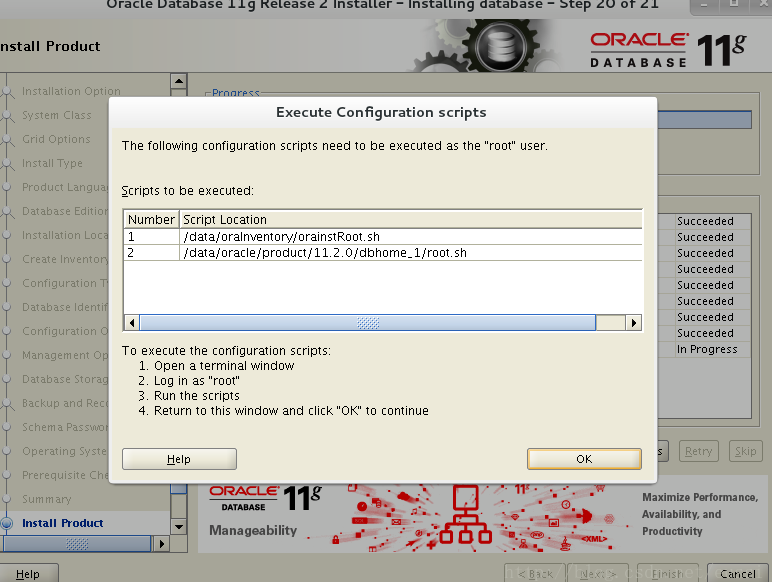 Oracle Database 11g Release 2 Installer - Installing database - Step 20 of 21
Install Product
ORACLE
DATABASE 11g
Installation Option
System Class
Grid Options
Install Type
Product Langua
Database Edition
Installation Loca
Create Inventory
Configuration T
Database Identif
Configuration O
Management Op
Database Storag
Backup and Reco
Schema Passwor
Operating Syste
Prerequisite Che
Summary
Install Product
Progress
Execute Configuration scripts
The following configuration scripts need to be executed as the "root" user.
Scripts to be executed:
Number Script Location
1 /data/oraInventory/orainstRoot.sh
2 /data/oracle/product/11.2.0/dbhome_1/root.sh
To execute the configuration scripts:
1. Open a terminal window
2. Log in as "root"
3. Run the scripts
4. Return to this window and click "OK" to continue
Help OK
Succeeded
Succeeded
Succeeded
Succeeded
Succeeded
Succeeded
Succeeded
Succeeded
In Progress
s Retry Skip
ORACLE
DATABASE 11g
Manageability
11g
<XML>
Maximize Performance,
Availability, and
Productivity
Help < Back Next > Finish Cancel